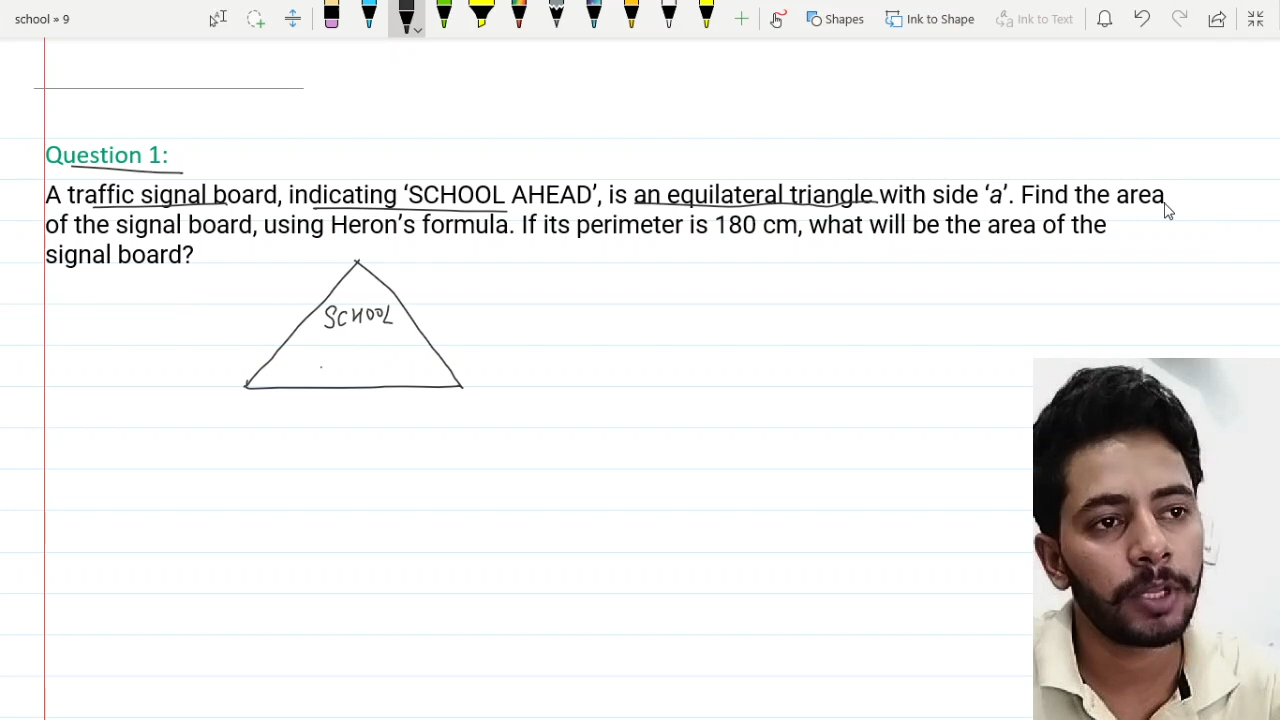 school » 9
Shapes
Ink to Shape
Ink to Text
Question 1:
A traffic signal board, indicating ‘SCHOOL AHEAD’, is an equilateral triangle with side ‘a’. Find the area
of the signal board, using Heron’s formula. If its perimeter is 180 cm, what will be the area of the
signal board?
SCHOOL